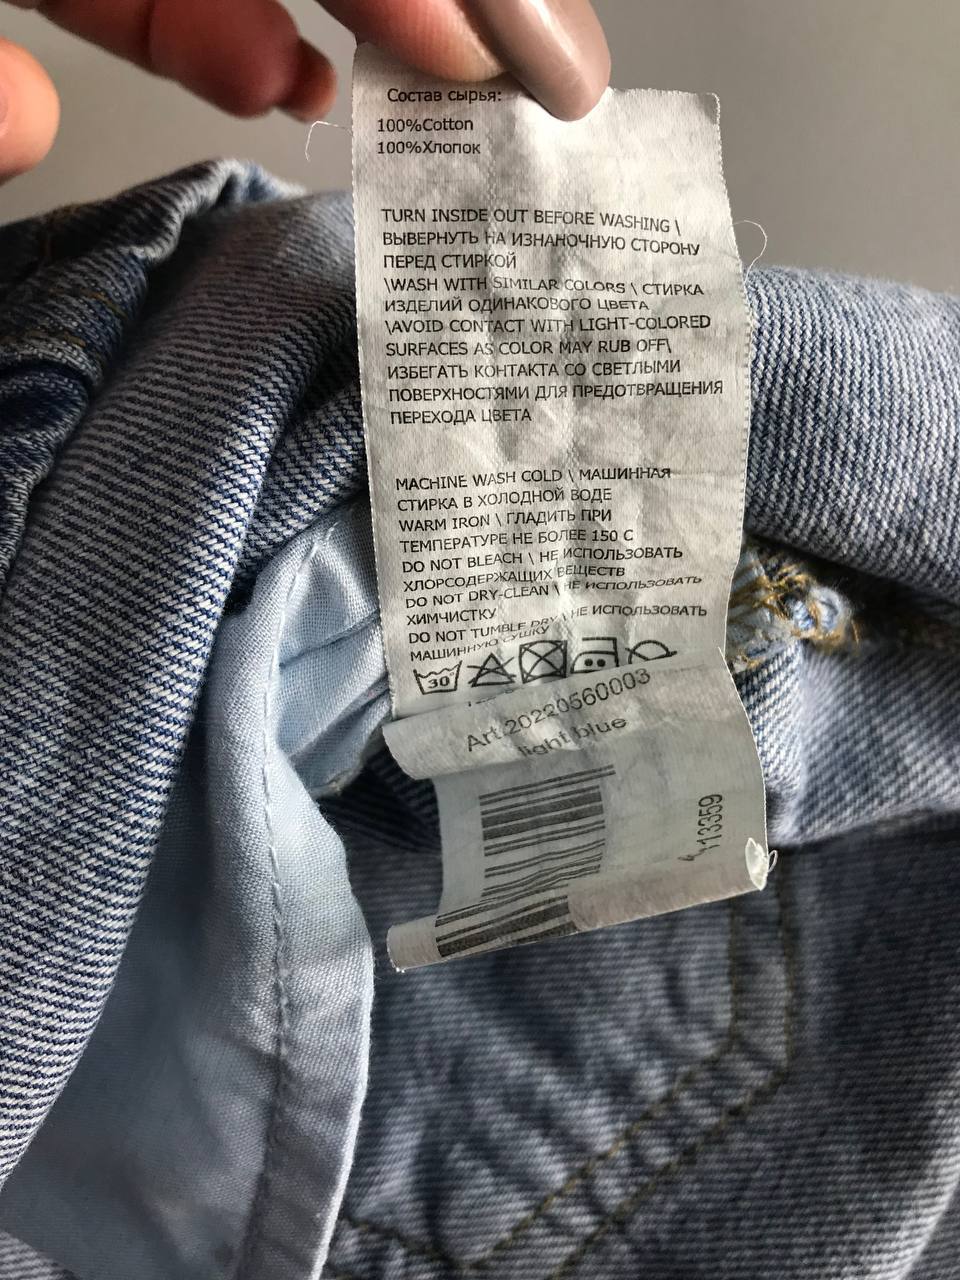 Состав сырья:
100%Cotton
100%Хлопок
TURN INSIDE OUT BEFORE WASHING \
ВЫВЕРНУТЬ НА ИЗНАНОЧНУЮ СТОРОНУ
ПЕРЕД СТИРКОЙ
\WASH WITH SIMILAR COLORS \ СТИРКА
ИЗДЕЛИЙ ОДИНАКОВОГО ЦВЕТА
\AVOID CONTACT WITH LIGHT-COLORED
SURFACES AS COLOR MAY RUB OFF\
ИЗБЕГАТЬ КОНТАКТА СО СВЕТЛЫМИ
ПОВЕРХНОСТЯМИ ДЛЯ ПРЕДОТВРАЩЕНИЯ
ПЕРЕХОДА ЦВЕТА
MACHINE WASH COLD \ МАШИННАЯ
СТИРКА В ХОЛОДНОЙ ВОДЕ
WARM IRON \ ГЛАДИТЬ ПРИ
ТЕМПЕРАТУРЕ НЕ БОЛЕЕ 150 С
DO NOT BLEACH \ НЕ ИСПОЛЬЗОВАТЬ
ХЛОРСОДЕРЖАЩИХ ВЕЩЕСТВ
DO NOT DRY-CLEAN \ НЕ ИСПОЛЬЗОВАТЬ
ХИМЧИСТКУ
DO NOT TUMBLE DRY \ НЕ ИСПОЛЬЗОВАТЬ
МАШИННУЮ СУШКУ
30
Art.20220560003
light blue
13359